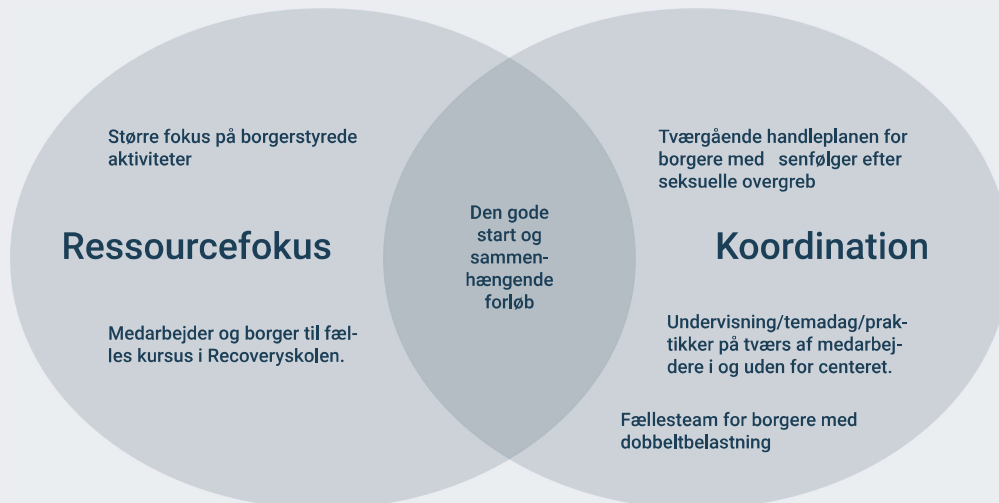 Større fokus på borgerstyrede
aktiviteter
Ressourcefokus
Medarbejder og borger til fæl-
les kursus i Recoveryskolen.
Den gode
start og
sammen-
hængende
forløb
Tværgående handleplanen for
borgere med senfølger efter
seksuelle overgreb
Koordination
Undervisning/temadag/prak-
tikker på tværs af medarbej-
dere i og uden for centeret.
Fællesteam for borgere med
dobbeltbelastning